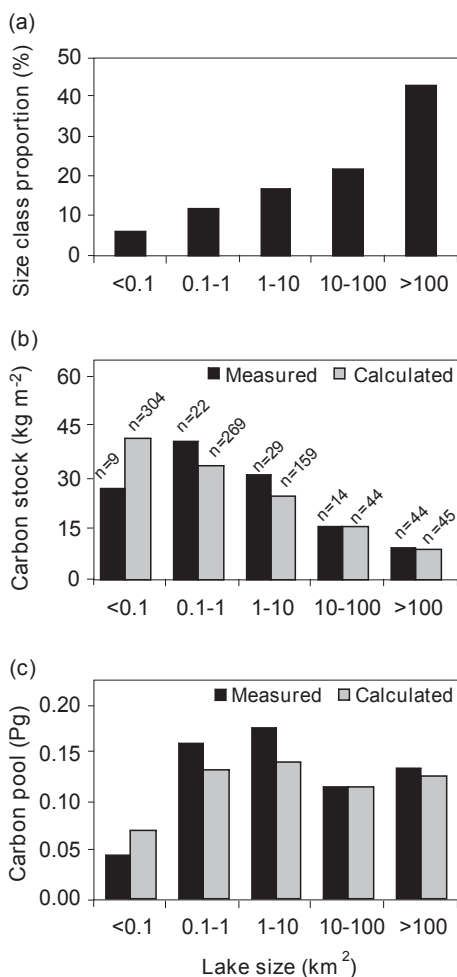 (a)
Size class proportion (%)
50
40
30
20
10
0
<0.1 0.1-1 1-10 10-100 >100
(b)
Carbon stock (kg m-2)
Measured Calculated
60
45
30
15
0
n=9 n=304 n=22 n=269 n=29 n=159 n=14 n=44 n=44 n=45
<0.1 0.1-1 1-10 10-100 >100
(c)
Carbon pool (Pg)
Measured Calculated
0.20
0.15
0.10
0.05
0.00
<0.1 0.1-1 1-10 10-100 >100
Lake size (km2)